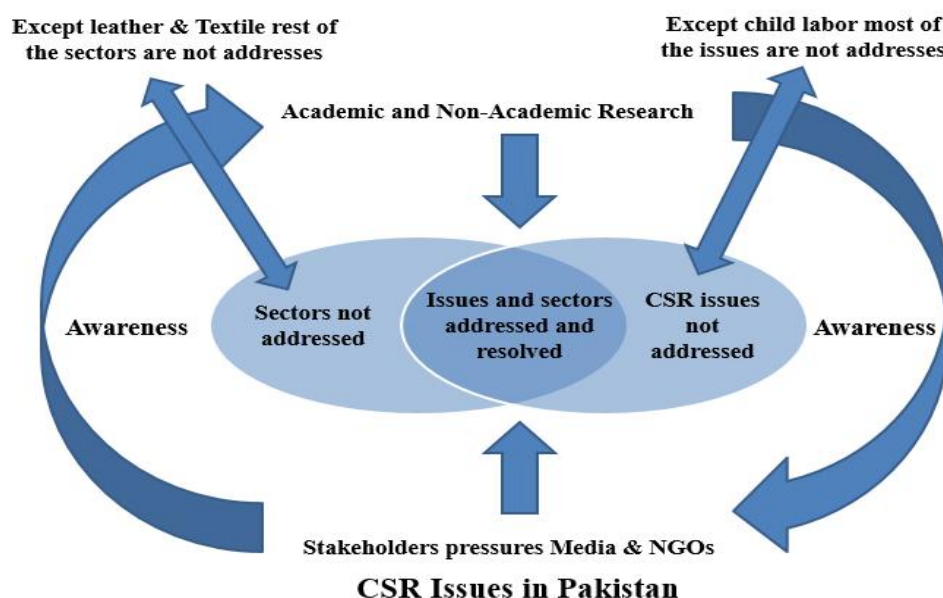 Except leather & Textile rest of
the sectors are not addresses
Except child labor most of
the issues are not addresses
Academic and Non-Academic Research
Awareness
Sectors not
addressed
Issues and sectors
addressed and
resolved
CSR issues
not
addressed
Awareness
Stakeholders pressures Media & NGOs
CSR Issues in Pakistan